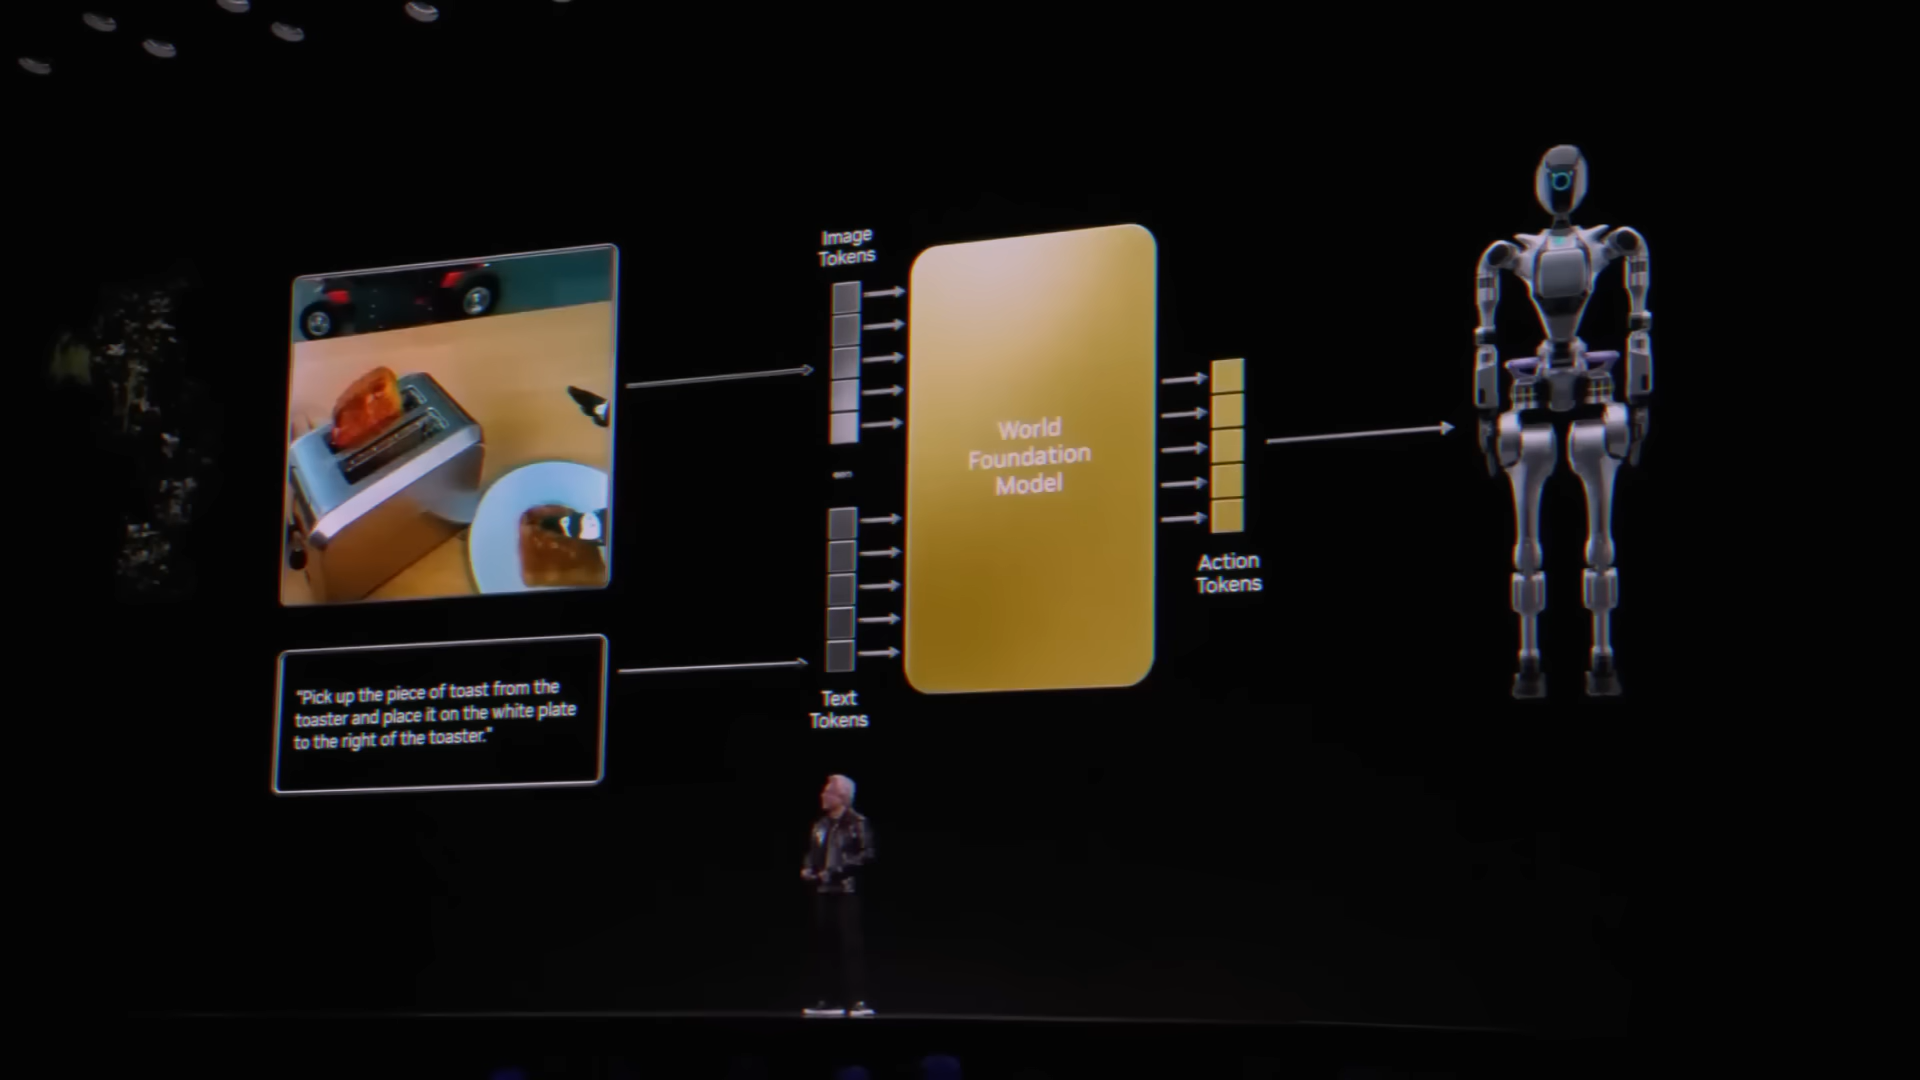 Image
Tokens
World
Foundation
Model
Action
Tokens
"Pick up the piece of toast from the
toaster and place it on the white plate
to the right of the toaster."
Text
Tokens